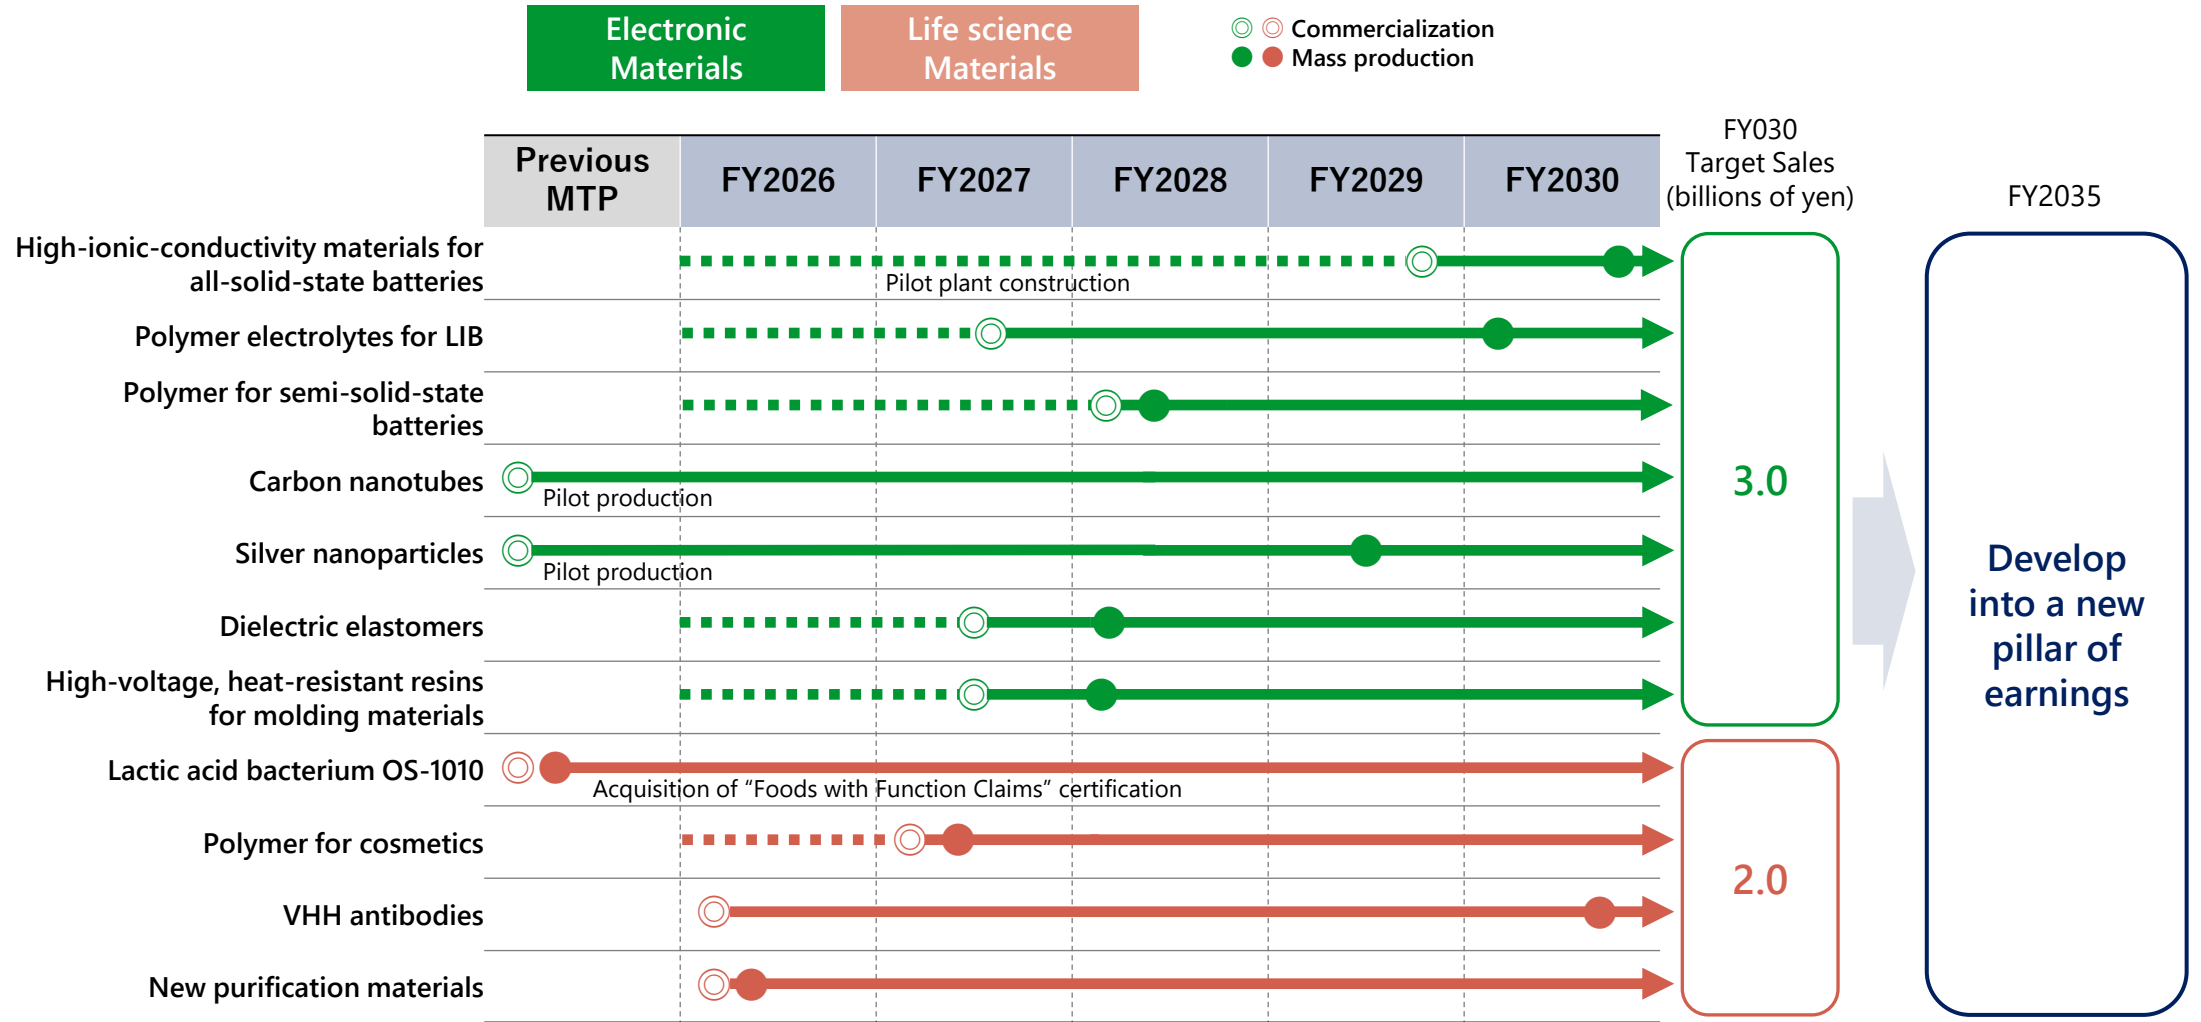 Electronic
Materials
Life science
Materials
Commercialization
Mass production
Previous
MTP
FY2026
FY2027
FY2028
FY2029
FY2030
FY030
Target Sales
(billions of yen)
FY2035
High-ionic-conductivity materials for
all-solid-state batteries
Pilot plant construction
Polymer electrolytes for LIB
Polymer for semi-solid-state
batteries
Carbon nanotubes
Pilot production
Silver nanoparticles
Pilot production
Dielectric elastomers
High-voltage, heat-resistant resins
for molding materials
3.0
Lactic acid bacterium OS-1010
Acquisition of “Foods with Function Claims” certification
Polymer for cosmetics
VHH antibodies
New purification materials
2.0
Develop
into a new
pillar of
earnings